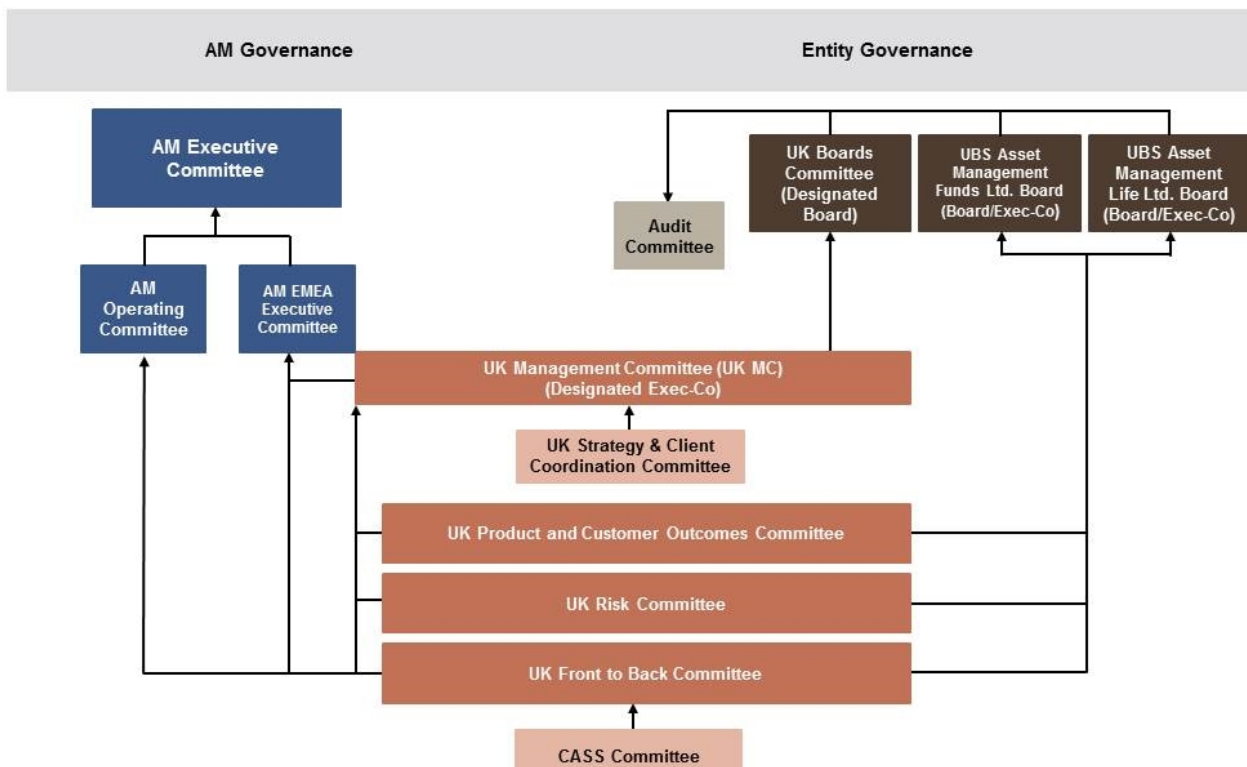 AM Governance
Entity Governance
AM Executive
Committee
UK Boards
Committee
(Designated
Board)
UBS Asset
Management
Funds Ltd. Board
(Board/Exec-Co)
UBS Asset
Management
Life Ltd. Board
(Board/Exec-Co)
Audit
Committee
AM
Operating
Committee
AM EMEA
Executive
Committee
UK Management Committee (UK MC)
(Designated Exec-Co)
UK Strategy & Client
Coordination Committee
UK Product and Customer Outcomes Committee
UK Risk Committee
UK Front to Back Committee
CASS Committee